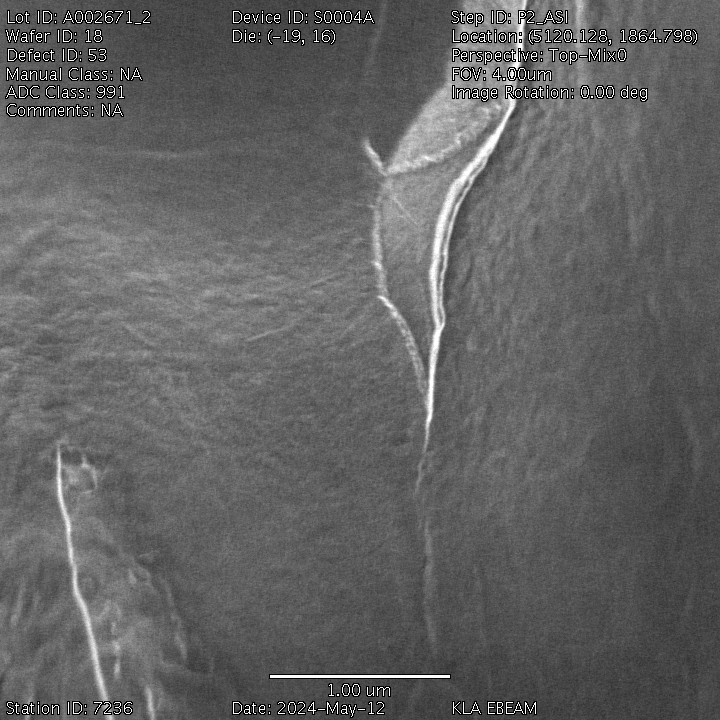 Lot ID: A002671_2 Device ID: S0004A Step ID: P2_ASI
Wafer ID: 18 Die: (-19, 16) Location: (5120.128, 1864.798)
Defect ID: 53 Perspective: Top-Mix0
Manual Class: NA FOV: 4.00um
ADC Class: 991 Image Rotation: 0.00 deg
Comments: NA
1.00 um
Station ID: 7236 Date: 2024-May-12 KLA EBEAM